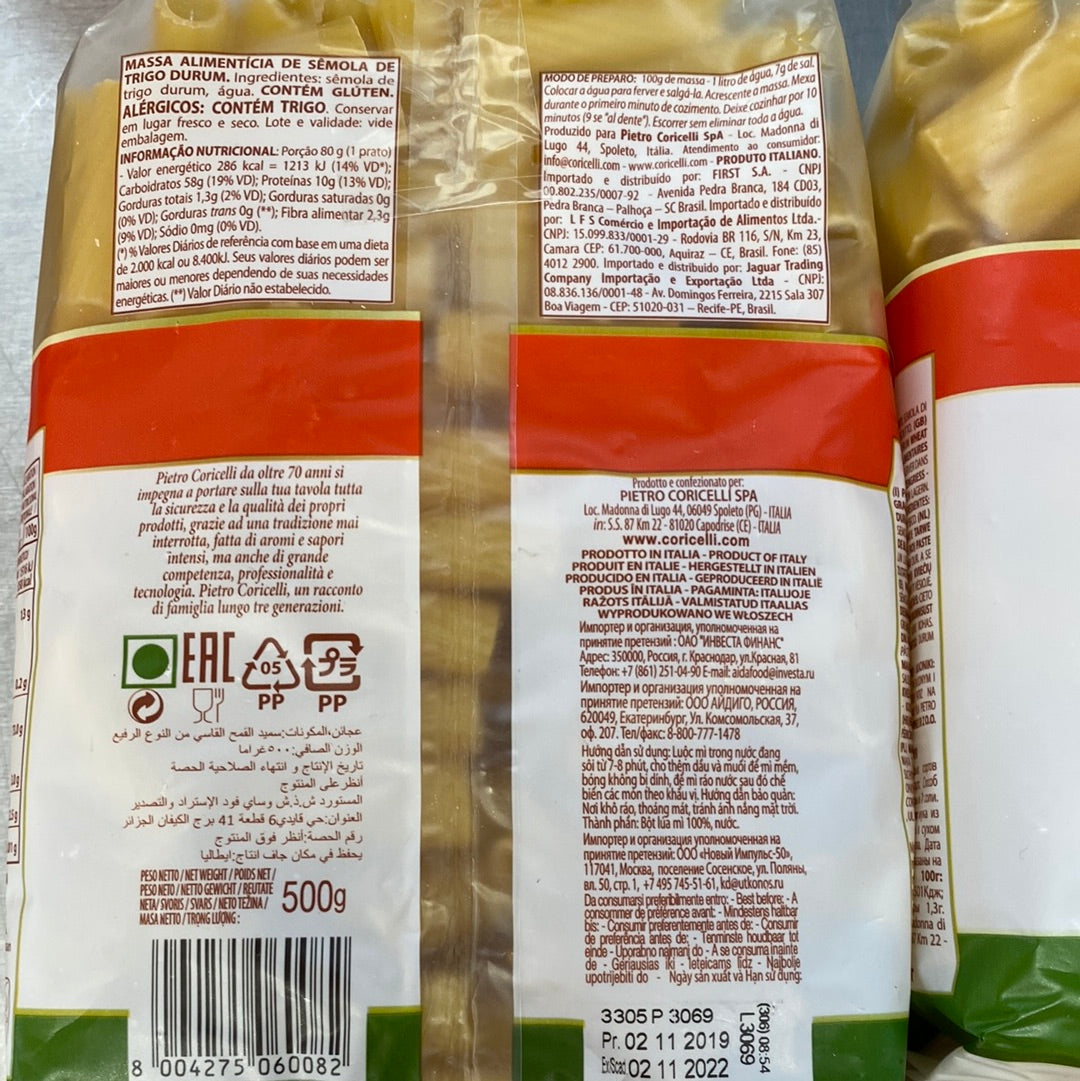 MASSA ALIMENTÍCIA DE SÊMOLA DE
TRIGO DURUM. Ingredientes: sêmola de
trigo durum, água. CONTÉM GLÚTEN.
ALÉRGICOS: CONTÉM TRIGO. Conservar
em lugar fresco e seco. Lote e validade: vide
embalagem.
INFORMAÇÃO NUTRICIONAL: Porção 80 g (1 prato)
- Valor energético 286 kcal = 1213 kJ (14% VD*);
Carboidratos 58g (19% VD); Proteínas 10g (13% VD);
Gorduras totais 1,3g (2% VD); Gorduras saturadas 0g
(0% VD); Gorduras trans 0g (**); Fibra alimentar 2,3g
(9% VD); Sódio 0mg (0% VD).
(*) % Valores Diários de referência com base em uma dieta
de 2.000 kcal ou 8.400kJ. Seus valores diários podem ser
maiores ou menores dependendo de suas necessidades
energéticas. (**) Valor Diário não estabelecido.
MODO DE PREPARO: 100g de massa - 1 litro de água, 7g de sal.
Colocar a água para ferver e salgá-la. Acrescente a massa. Mexa
durante o primeiro minuto de cozimento. Deixe cozinhar por 10
minutos (9 se "al dente"). Escorrer sem eliminar toda a água.
Produzido para Pietro Coricelli SpA - Loc. Madonna di
Lugo 44, Spoleto, Itália. Atendimento ao consumidor:
info@coricelli.com - www.coricelli.com - PRODUTO ITALIANO.
Importado e distribuído por: FIRST S.A. - CNPJ
00.802.235/0007-92 - Avenida Pedra Branca, 184 CD03,
Pedra Branca – Palhoça – SC Brasil. Importado e distribuído
por: L F S Comércio e Importação de Alimentos Ltda.-
CNPJ: 15.099.833/0001-29 - Rodovia BR 116, S/N, Km 23,
Camara CEP: 61.700-000, Aquiraz – CE, Brasil. Fone: (85)
4012 2900. Importado e distribuído por: Jaguar Trading
Company Importação e Exportação Ltda - CNPJ:
08.836.136/0001-48 - Av. Domingos Ferreira, 2215 Sala 307
Boa Viagem - CEP: 51020-031 – Recife-PE, Brasil.
Pietro Coricelli da oltre 70 anni si
impegna a portare sulla tua tavola tutta
la sicurezza e la qualità dei propri
prodotti, grazie ad una tradizione mai
interrotta, fatta di aromi e sapori
intensi, ma anche di grande
competenza, professionalità e
tecnologia. Pietro Coricelli, un racconto
di famiglia lungo tre generazioni.
EAC 05
PP PP
عجائن،المكونات:سميد القمح القاسي من النوع الرفيع
الوزن الصافي:٥٠٠غراما
تاريخ الإنتاج و انتهاء الصلاحية الحصة
أنظر على المنتوج
المستورد ش.ذ.ش وساي فود الإستراد والتصدير
العنوان:حي قايدي6 قطعة 41 برج الكيفان الجزائر
رقم الحصة:أنظر فوق المنتوج
يحفظ في مكان جاف انتاج:ايطاليا
PESO NETTO / NET WEIGHT / POIDS NET /
PESO NETO / NETTO GEWICHT / REUTATE
NETA/ SVORIS / SVARS / NETO TEŽINA /
MASA NETTO / TRỌNG LƯỢNG :
500g
8 004275 060082
Prodotto e confezionato per:
PIETRO CORICELLI SPA
Loc. Madonna di Lugo 44, 06049 Spoleto (PG) - ITALIA
in: S.S. 87 Km 22 - 81020 Capodrise (CE) - ITALIA
www.coricelli.com
PRODOTTO IN ITALIA - PRODUCT OF ITALY
PRODUIT EN ITALIE - HERGESTELLT IN ITALIEN
PRODUCIDO EN ITALIA - GEPRODUCEERD IN ITALIË
PRODUS ÎN ITALIA - PAGAMINTA: ITALIJOJE
RAŽOTS ITĀLIJĀ - VALMISTATUD ITAALIAS
WYPRODUKOWANO WE WŁOSZECH
Импортер и организация, уполномоченная на
принятие претензий : ОАО "ИНВЕСТА ФИНАНС"
Адрес: 350000, Россия, г. Краснодар, ул.Красная, 81
Телефон: +7 (861) 251-04-90 E-mail: aidafood@investa.ru
Импортер и организация уполномоченная на
принятие претензий: ООО АЙДИГО, РОССИЯ,
620049, Екатеринбург, Ул. Комсомольская, 37,
оф. 207. Тел/факс: 8-800-777-1478
Hướng dẫn sử dụng: Luộc mì trong nước đang
sôi từ 7-8 phút, cho thêm dầu và muối để mì mềm,
bóng không bị dính, để mì ráo nước sau đó chế
biến các món theo khẩu vị. Hướng dẫn bảo quản:
Nơi khô ráo, thoáng mát, tránh ánh nắng mặt trời.
Thành phần: Bột lúa mì 100%, nước.
Импортер и организация уполномоченная на
принятие претензий: ООО «Новый Импульс-50»,
117041, Москва, поселение Сосенское, ул. Поляны,
вл. 50, стр. 1, +7 495 745-51-61, kd@utkonos.ru
Da consumarsi preferibilmente entro: - Best before: - A
consommer de préférence avant: - Mindestens haltbar
bis: - Consumir preferentemente antes de: - Consumir
de preferência antes de: - Tenminste houdbaar tot
einde - Uporabno najmanj do - A se consuma înainte
de - Geriausias iki - Ieteicams līdz - Najbolje
upotrijebiti do - Ngày sản xuất và Hạn sử dụng:
3305 P 3069
Pr. 02 11 2019
Ex/Scad. 02 11 2022
L3069
(306) 08:54